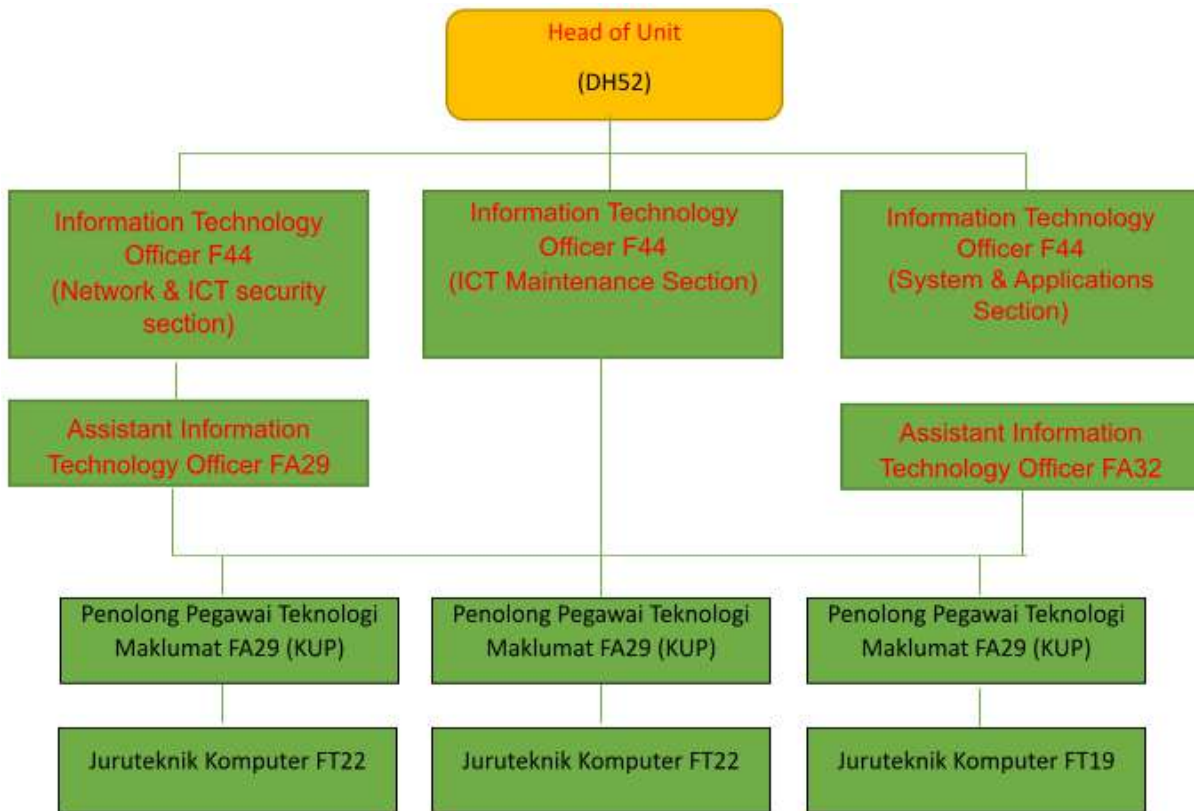 Head of Unit
(DH52)
Information Technology
Officer F44
(Network & ICT security
section)
Information Technology
Officer F44
(ICT Maintenance Section)
Information Technology
Officer F44
(System & Applications
Section)
Assistant Information
Technology Officer FA29
Assistant Information
Technology Officer FA32
Penolong Pegawai Teknologi
Maklumat FA29 (KUP)
Penolong Pegawai Teknologi
Maklumat FA29 (KUP)
Penolong Pegawai Teknologi
Maklumat FA29 (KUP)
Juruteknik Komputer FT22
Juruteknik Komputer FT22
Juruteknik Komputer FT19